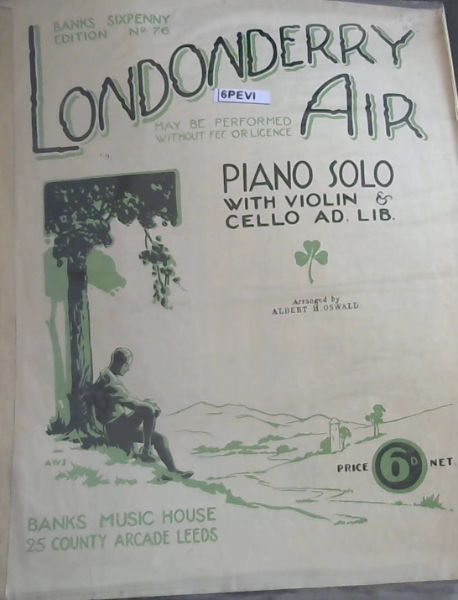 BANKS SIXPENNY
EDITION Nº 76
LONDONDERRY
AIR
6PEVI
MAY BE PERFORMED
WITHOUT FEE OR LICENCE
PIANO SOLO
WITH VIOLIN &
CELLO AD. LIB.
Arranged by
ALBERT H OSWALD.
AWS
PRICE 6D NET
BANKS MUSIC HOUSE
25 COUNTY ARCADE LEEDS